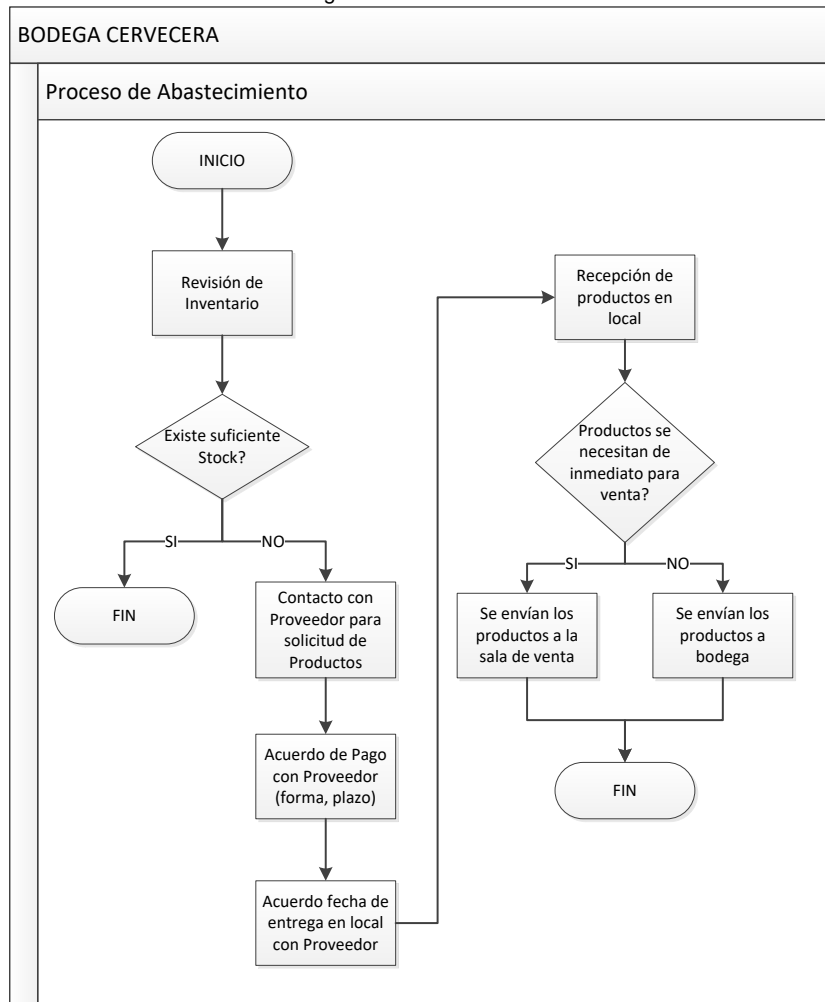 BODEGA CERVECERA
Proceso de Abastecimiento
INICIO
Revisión de
Inventario
Existe suficiente
Stock?
SI
NO
FIN
Contacto con
Proveedor para
solicitud de
Productos
Acuerdo de Pago
con Proveedor
(forma, plazo)
Acuerdo fecha de
entrega en local
con Proveedor
Recepción de
productos en
local
Productos se
necesitan de
inmediato para
venta?
SI
NO
Se envían los
productos a la
sala de venta
Se envían los
productos a
bodega
FIN